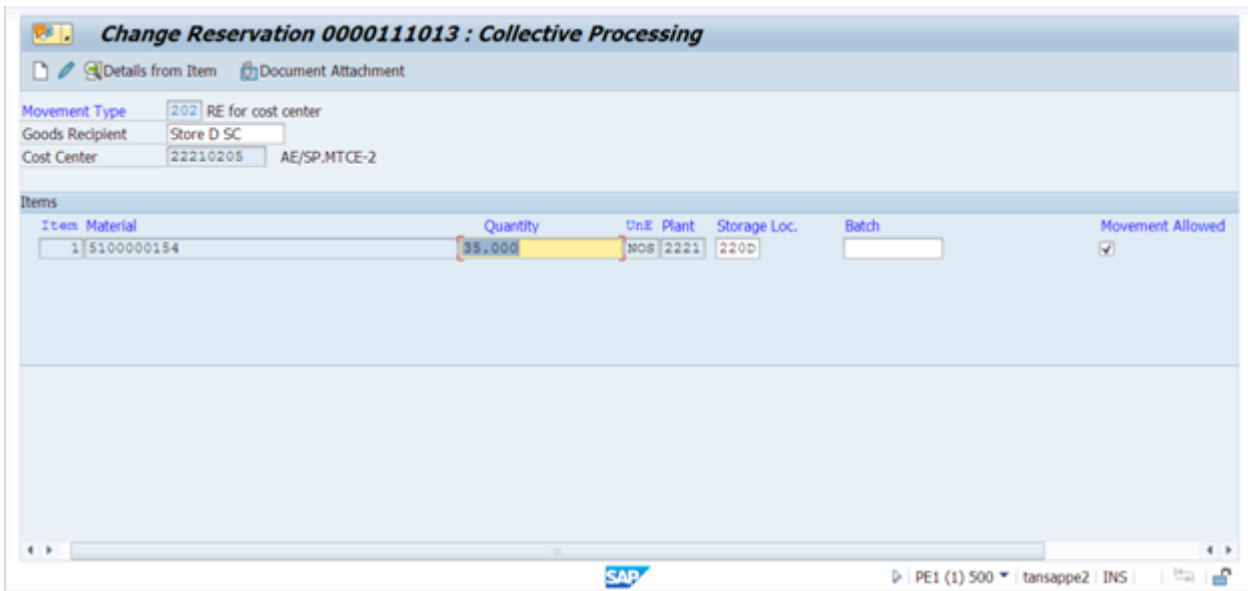 Change Reservation 0000111013 : Collective Processing
Details from Item Document Attachment
Movement Type 202 RE for cost center
Goods Recipient Store D SC
Cost Center 22210205 AE/SP.MTCE-2
Items
Item Material Quantity UnE Plant Storage Loc. Batch Movement Allowed
1 5100000154 35.000 NOS 2221 220D
SAP PE1 (1) 500 tansappe2 INS